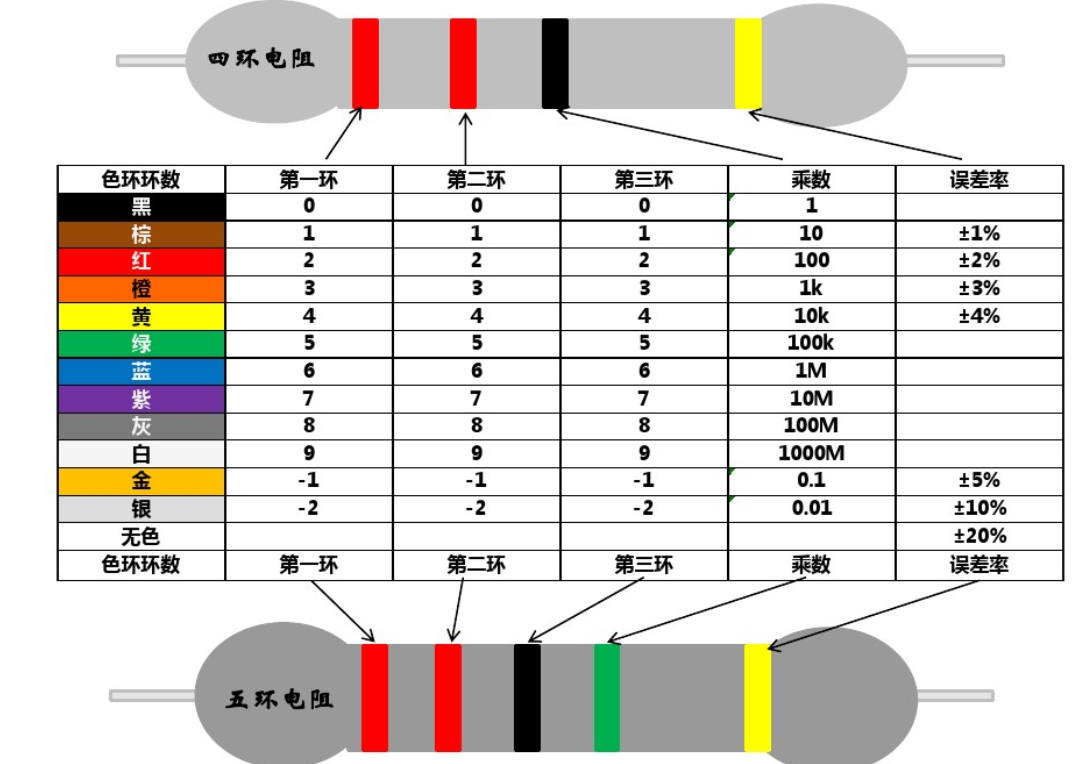 四环电阻
色环环数 第一环 第二环 第三环 乘数 误差率
黑 0 0 0 1
棕 1 1 1 10 ±1%
红 2 2 2 100 ±2%
橙 3 3 3 1k ±3%
黄 4 4 4 10k ±4%
绿 5 5 5 100k
蓝 6 6 6 1M
紫 7 7 7 10M
灰 8 8 8 100M
白 9 9 9 1000M
金 -1 -1 -1 0.1 ±5%
银 -2 -2 -2 0.01 ±10%
无色 ±20%
色环环数 第一环 第二环 第三环 乘数 误差率
五环电阻